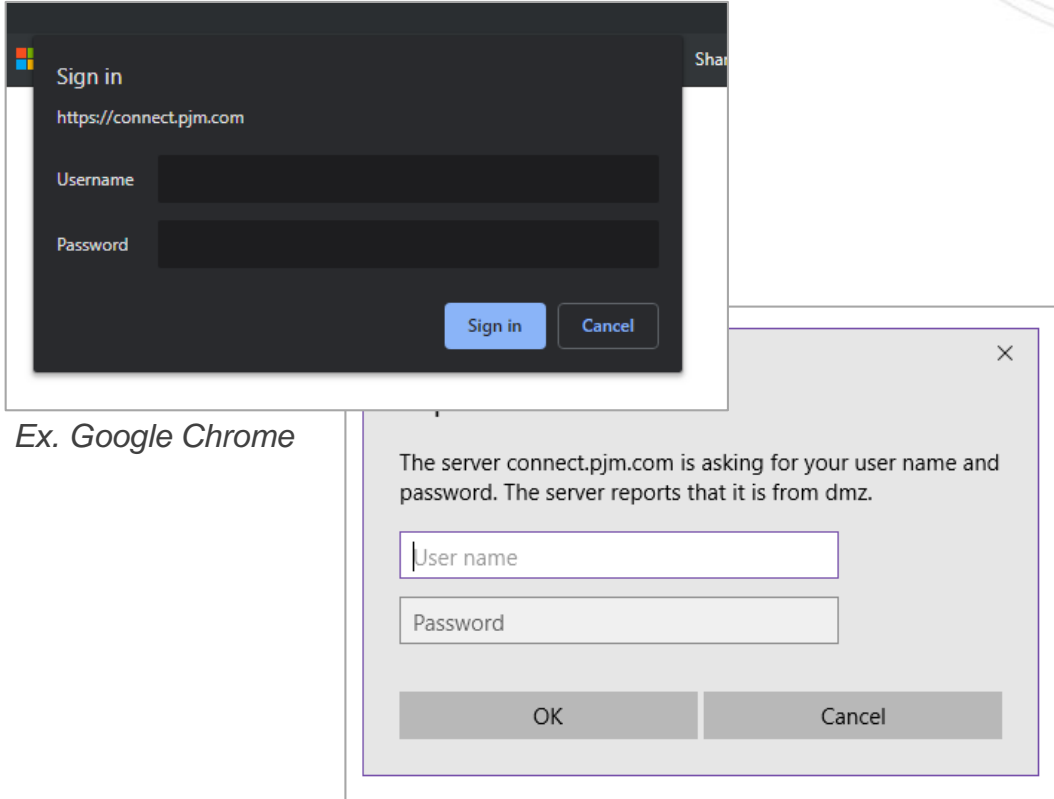 Shar
Sign in
https://connect.pjm.com
Username
Password
Sign in
Cancel
Ex. Google Chrome
The server connect.pjm.com is asking for your user name and
password. The server reports that it is from dmz.
User name
Password
OK
Cancel